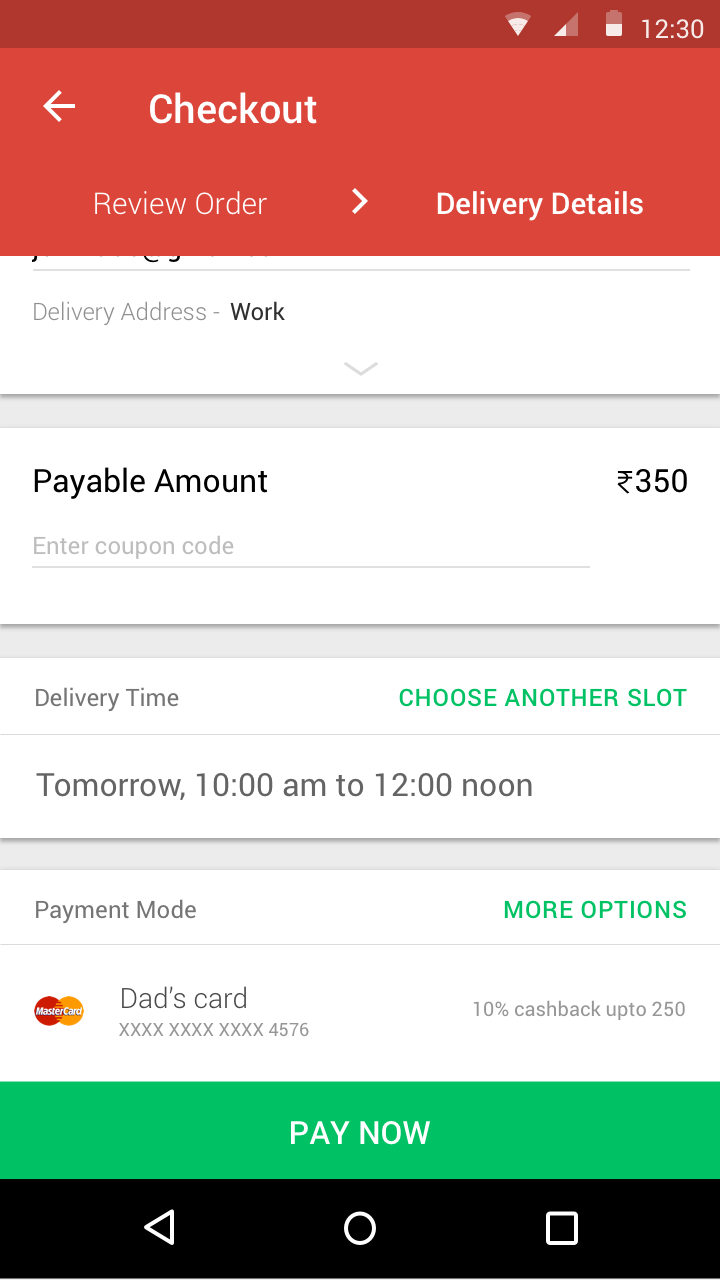 12:30
Checkout
Review Order
Delivery Details
Delivery Address - Work
Payable Amount
₹350
Enter coupon code
Delivery Time
CHOOSE ANOTHER SLOT
Tomorrow, 10:00 am to 12:00 noon
Payment Mode
MORE OPTIONS
MasterCard
Dad's card
XXXX XXXX XXXX 4576
10% cashback upto 250
PAY NOW